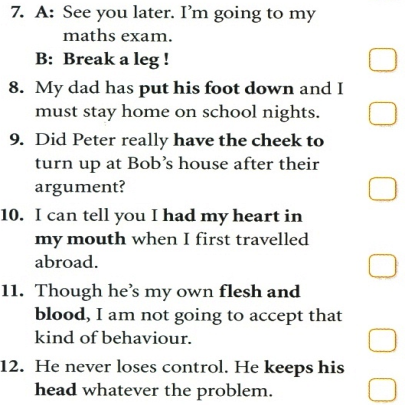 7. A: See you later. I'm going to my
maths exam.
B: Break a leg !
8. My dad has put his foot down and I
must stay home on school nights.
9. Did Peter really have the cheek to
turn up at Bob's house after their
argument?
10. I can tell you I had my heart in
my mouth when I first travelled
abroad.
11. Though he's my own flesh and
blood, I am not going to accept that
kind of behaviour.
12. He never loses control. He keeps his
head whatever the problem.